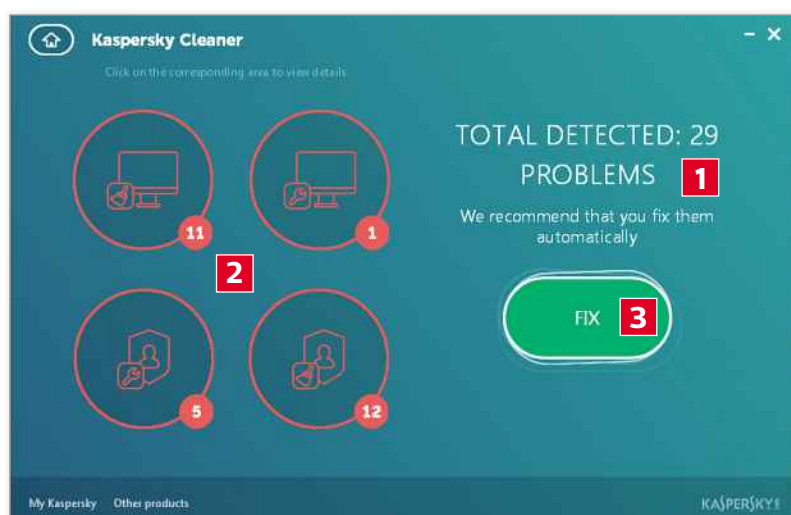 Kaspersky Cleaner
Click on the corresponding area to view details
11
1
5
12
2
TOTAL DETECTED: 29
PROBLEMS
1
We recommend that you fix them
automatically
FIX
3
My Kaspersky Other products
KASPERSKY